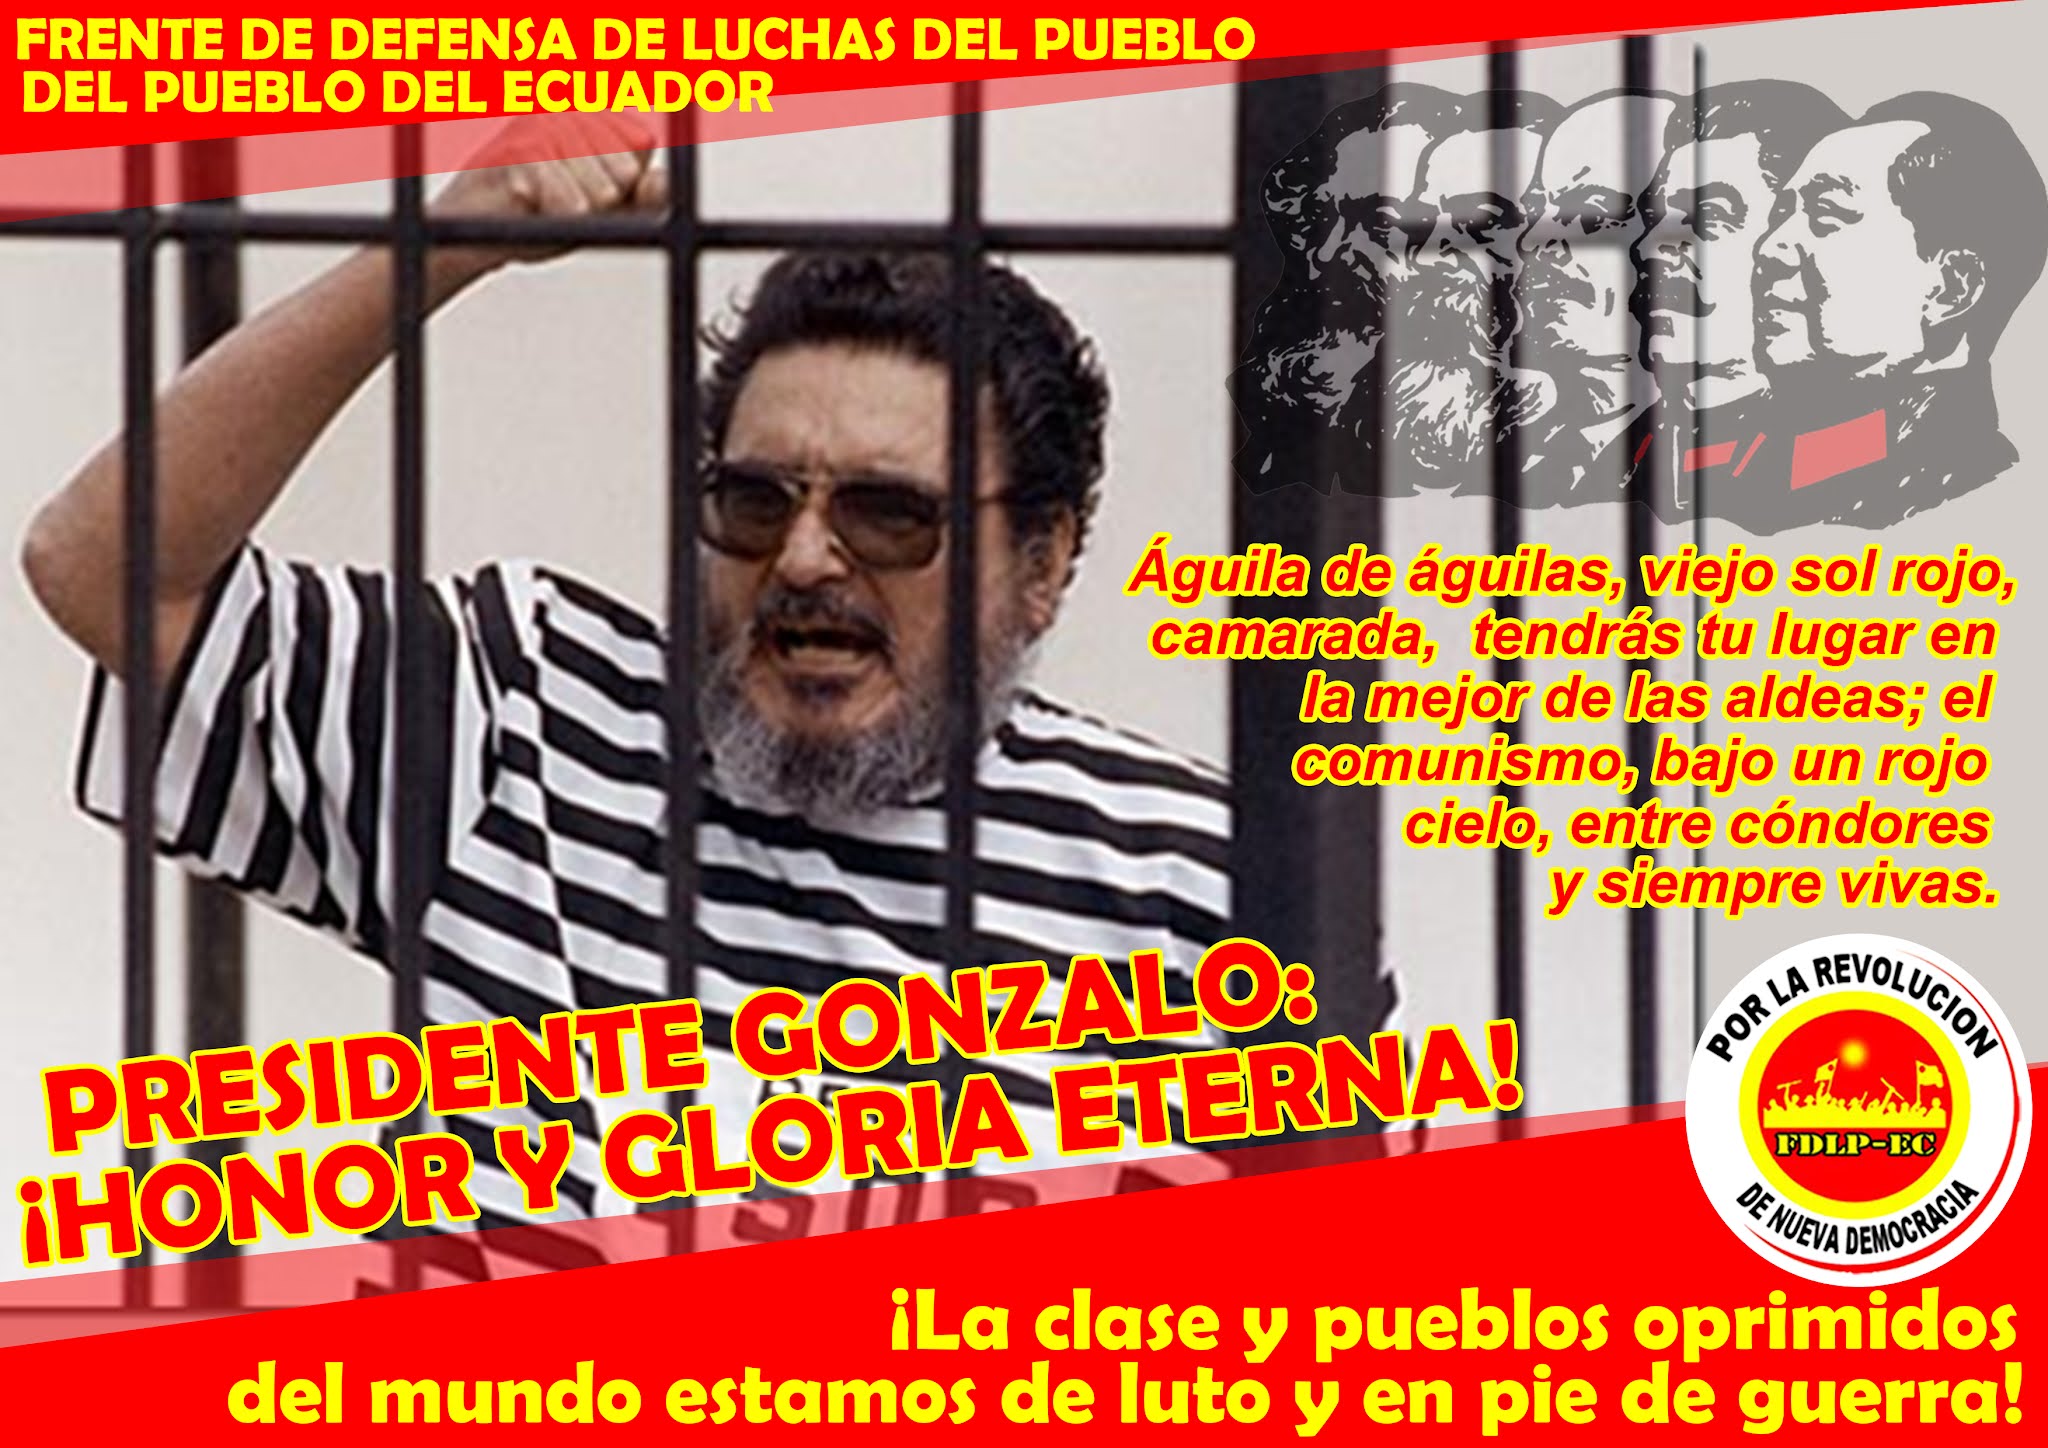 FRENTE DE DEFENSA DE LUCHAS DEL PUEBLO
DEL PUEBLO DEL ECUADOR
Águila de águilas, viejo sol rojo,
camarada, tendrás tu lugar en
la mejor de las aldeas; el
comunismo, bajo un rojo
cielo, entre cóndores
y siempre vivas.
PRESIDENTE GONZALO:
¡HONOR Y GLORIA ETERNA!
POR LA REVOLUCION
FDLP-EC
DE NUEVA DEMOCRACIA
¡La clase y pueblos oprimidos
del mundo estamos de luto y en pie de guerra!